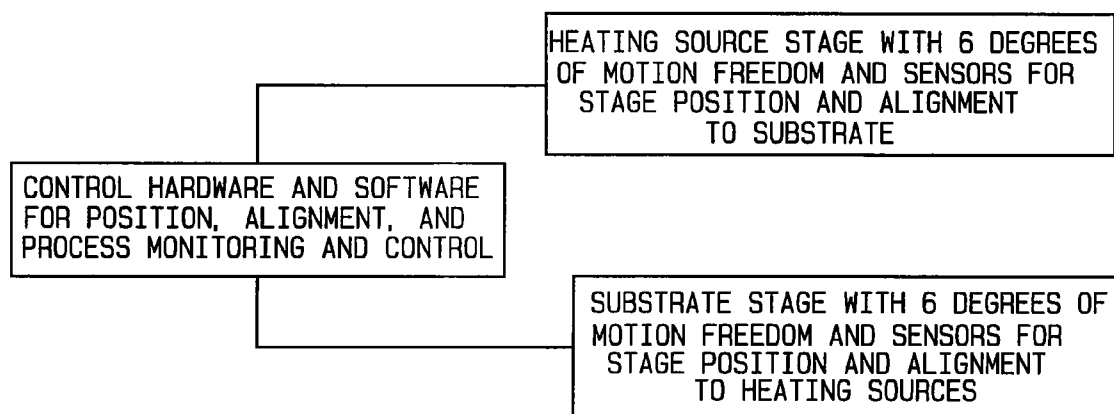 HEATING SOURCE STAGE WITH 6 DEGREES
OF MOTION FREEDOM AND SENSORS FOR
STAGE POSITION AND ALIGNMENT
TO SUBSTRATE
CONTROL HARDWARE AND SOFTWARE
FOR POSITION, ALIGNMENT, AND
PROCESS MONITORING AND CONTROL
SUBSTRATE STAGE WITH 6 DEGREES OF
MOTION FREEDOM AND SENSORS FOR
STAGE POSITION AND ALIGNMENT
TO HEATING SOURCES